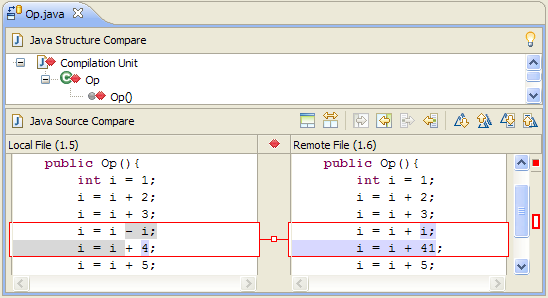 Op.java
Java Structure Compare
Compilation Unit
Op
Op()
Java Source Compare
Local File (1.5)
public Op(){
int i = 1;
i = i + 2;
i = i + 3;
i = i - i;
i = i + 4;
i = i + 5;
Remote File (1.6)
public Op(){
int i = 1;
i = i + 2;
i = i + 3;
i = i + i;
i = i + 41;
i = i + 5;